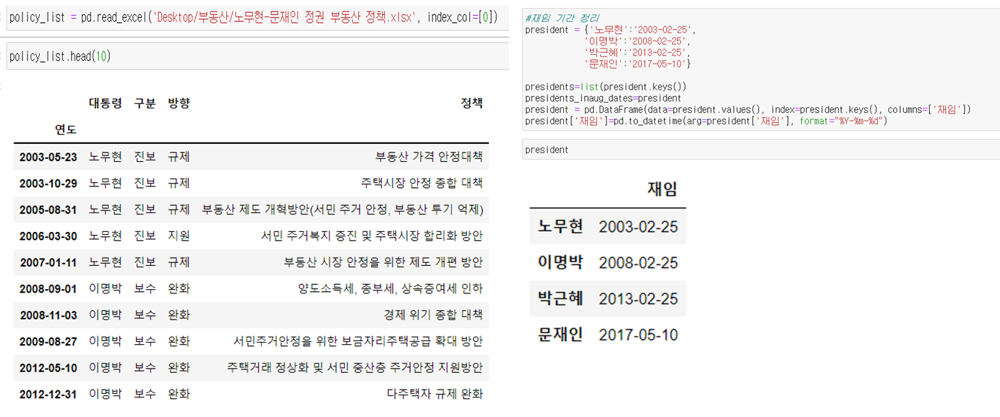 policy_list = pd.read_excel('Desktop/부동산/노무현-문재인 정권 부동산 정책.xlsx', index_col=[0])
policy_list.head(10)
대통령 구분 방향 정책
연도
2003-05-23 노무현 진보 규제 부동산 가격 안정대책
2003-10-29 노무현 진보 규제 주택시장 안정 종합 대책
2005-08-31 노무현 진보 규제 부동산 제도 개혁방안(서민 주거 안정, 부동산 투기 억제)
2006-03-30 노무현 진보 지원 서민 주거복지 증진 및 주택시장 합리화 방안
2007-01-11 노무현 진보 규제 부동산 시장 안정을 위한 제도 개편 방안
2008-09-01 이명박 보수 완화 양도소득세, 종부세, 상속증여세 인하
2008-11-03 이명박 보수 완화 경제 위기 종합 대책
2009-08-27 이명박 보수 완화 서민주거안정을 위한 보금자리주택공급 확대 방안
2012-05-10 이명박 보수 완화 주택거래 정상화 및 서민 중산층 주거안정 지원방안
2012-12-31 이명박 보수 완화 다주택자 규제 완화
#재임 기간 정리
president = {'노무현':'2003-02-25',
'이명박':'2008-02-25',
'박근혜':'2013-02-25',
'문재인':'2017-05-10'}
presidents=list(president.keys())
presidents_inaug_dates=president
president = pd.DataFrame(data=president.values(), index=president.keys(), columns=['재임'])
president['재임']=pd.to_datetime(arg=president['재임'], format="%Y-%m-%d")
president
재임
노무현 2003-02-25
이명박 2008-02-25
박근혜 2013-02-25
문재인 2017-05-10